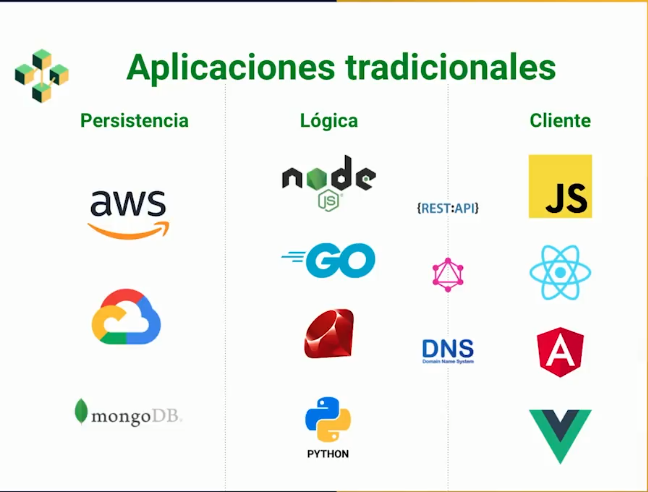 Aplicaciones tradicionales
Persistencia
Lógica
Cliente
aws
node
JS
{REST:API}
JS
GO
DNS
Domain Name System
mongoDB.
PYTHON
A